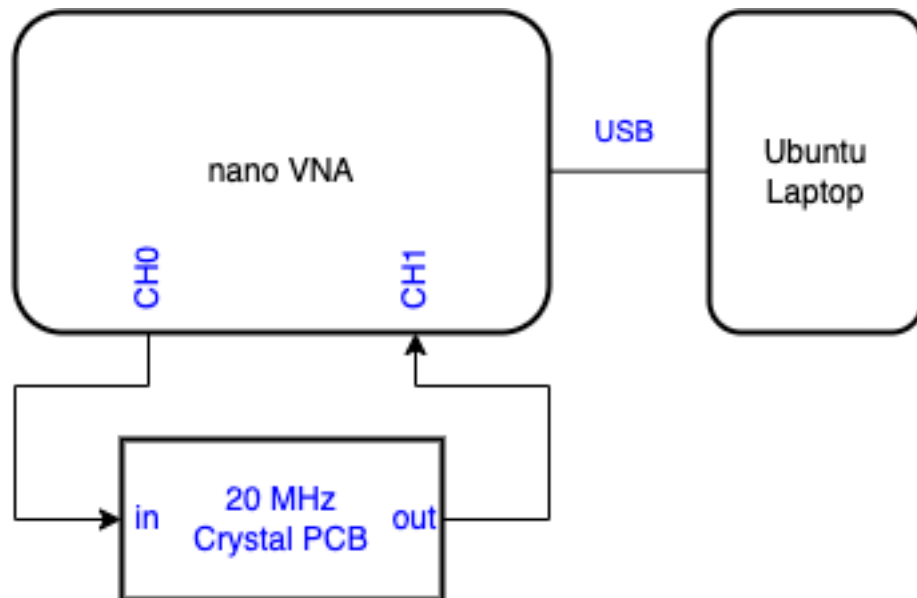 nano VNA
USB
Ubuntu
Laptop
CH0
CH1
in
20 MHz
Crystal PCB
out